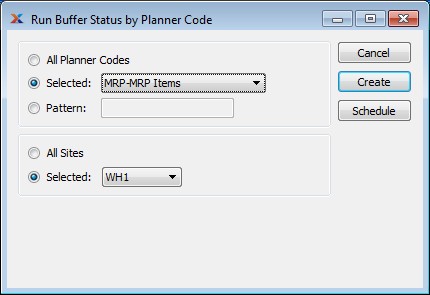 Run Buffer Status by Planner Code
All Planner Codes
Selected: MRP-MRP Items
Pattern:
All Sites
Selected: WH1
Cancel
Create
Schedule